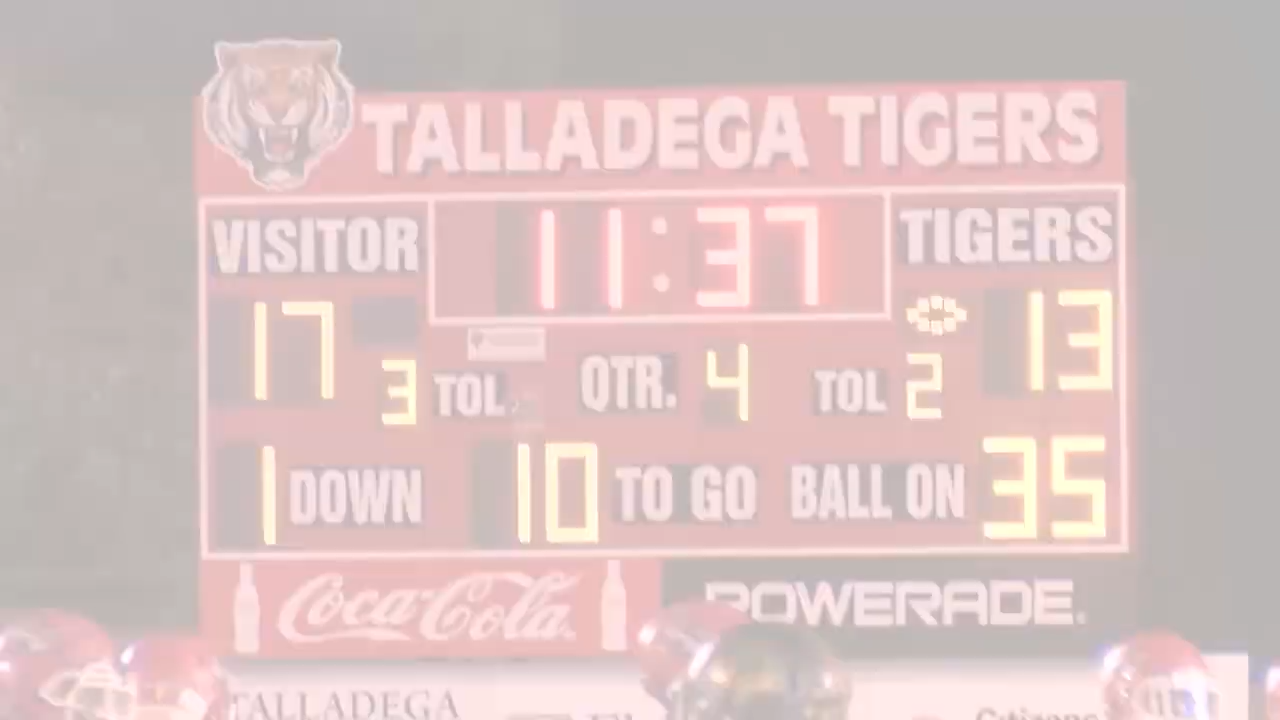 TALLADEGA TIGERS
VISITOR 11:37 TIGERS
17 13
3 TOL QTR. 4 TOL 2
1 DOWN 10 TO GO BALL ON 35
Coca-Cola POWERADE
TALLADEGA Citizens